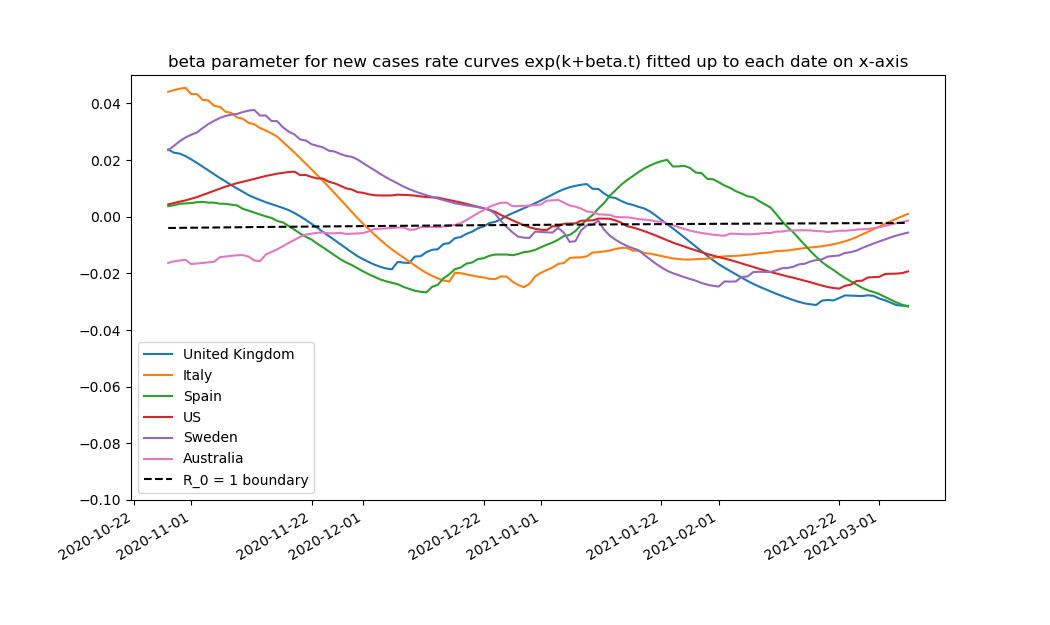 beta parameter for new cases rate curves exp(k+beta.t) fitted up to each date on x-axis
0.04
0.02
0.00
−0.02
−0.04
−0.06
−0.08
−0.10
United Kingdom
Italy
Spain
US
Sweden
Australia
R_0 = 1 boundary
2020-10-22
2020-11-01
2020-11-22
2020-12-01
2020-12-22
2021-01-01
2021-01-22
2021-02-01
2021-02-22
2021-03-01